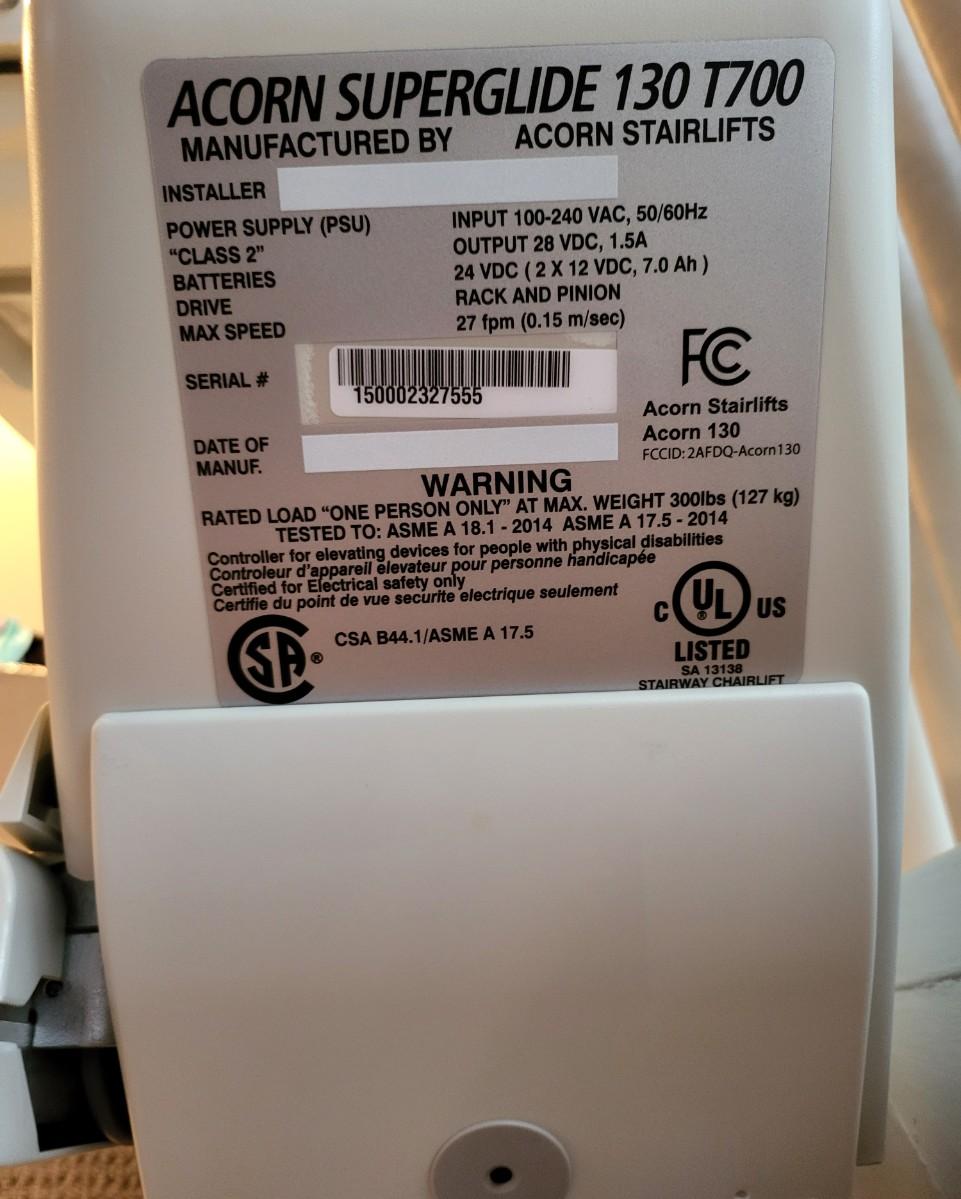 ACORN SUPERGLIDE 130 T700
MANUFACTURED BY ACORN STAIRLIFTS
INSTALLER
POWER SUPPLY (PSU) INPUT 100-240 VAC, 50/60Hz
“CLASS 2” OUTPUT 28 VDC, 1.5A
BATTERIES 24 VDC ( 2 X 12 VDC, 7.0 Ah )
DRIVE RACK AND PINION
MAX SPEED 27 fpm (0.15 m/sec)
SERIAL # 150002327555
FC
Acorn Stairlifts
Acorn 130
FCCID: 2AFDQ-Acorn130
DATE OF
MANUF.
WARNING
RATED LOAD “ONE PERSON ONLY” AT MAX. WEIGHT 300lbs (127 kg)
TESTED TO: ASME A 18.1 - 2014 ASME A 17.5 - 2014
Controller for elevating devices for people with physical disabilities
Controleur d'appareil elevateur pour personne handicapée
Certified for Electrical safety only
Certifie du point de vue securite electrique seulement
SA® CSA B44.1/ASME A 17.5
C UL® US
LISTED
SA 13138
STAIRWAY CHAIRLIFT